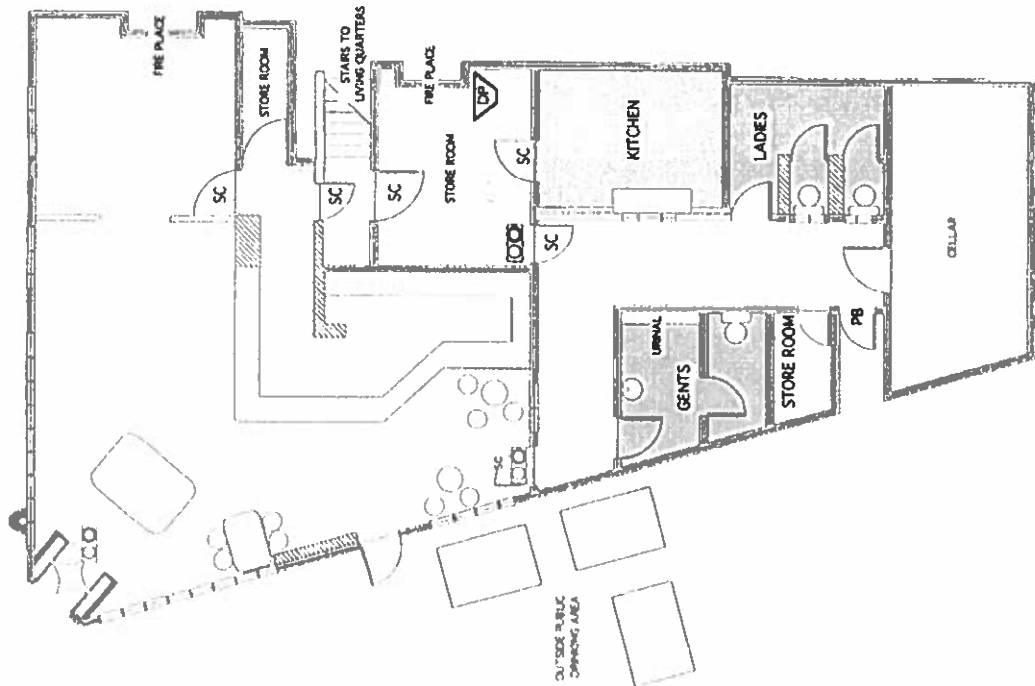 FIRE PLACE
STORE ROOM
STAIRS TO
LIVING QUARTERS
FIRE PLACE
DP
SC
SC
SC
STORE ROOM
SC
SC
KITCHEN
LADIES
CELLAR
PB
URINAL
GENTS
STORE ROOM
SC
OUTSIDE PUBLIC
DRINKING AREA